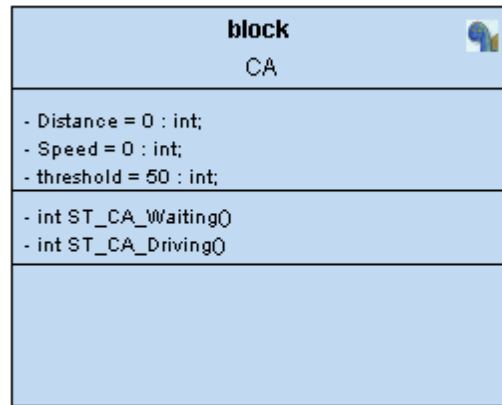 block
CA
- Distance = 0 : int;
- Speed = 0 : int;
- threshold = 50 : int;
- int ST_CA_Waiting()
- int ST_CA_Driving()